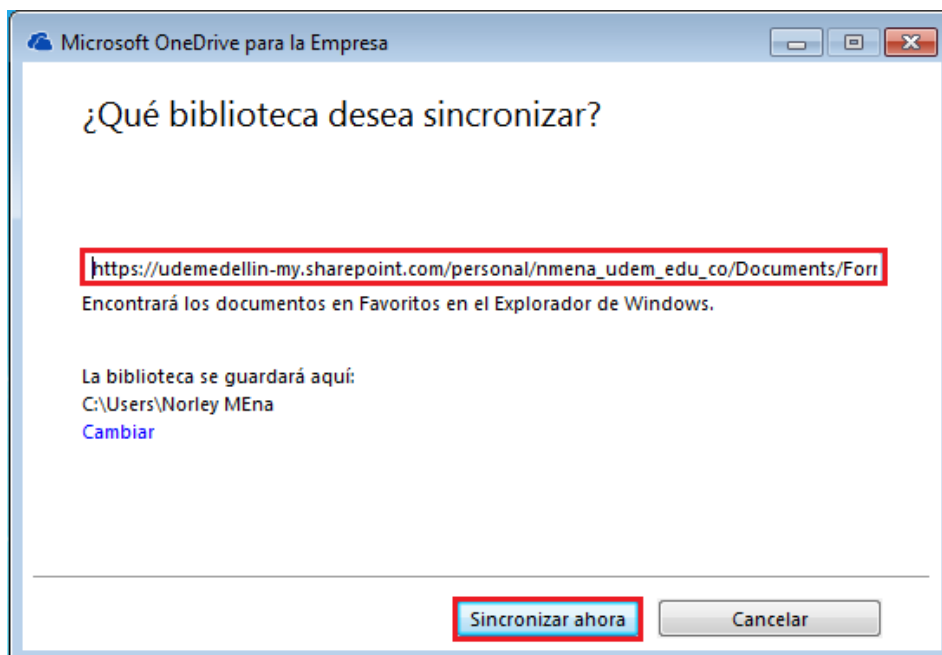 Microsoft OneDrive para la Empresa
¿Qué biblioteca desea sincronizar?
https://udemedellin-my.sharepoint.com/personal/nmena_udem_edu_co/Documents/Forr
Encontrará los documentos en Favoritos en el Explorador de Windows.
La biblioteca se guardará aquí:
C:\Users\Norley MEna
Cambiar
Sincronizar ahora
Cancelar